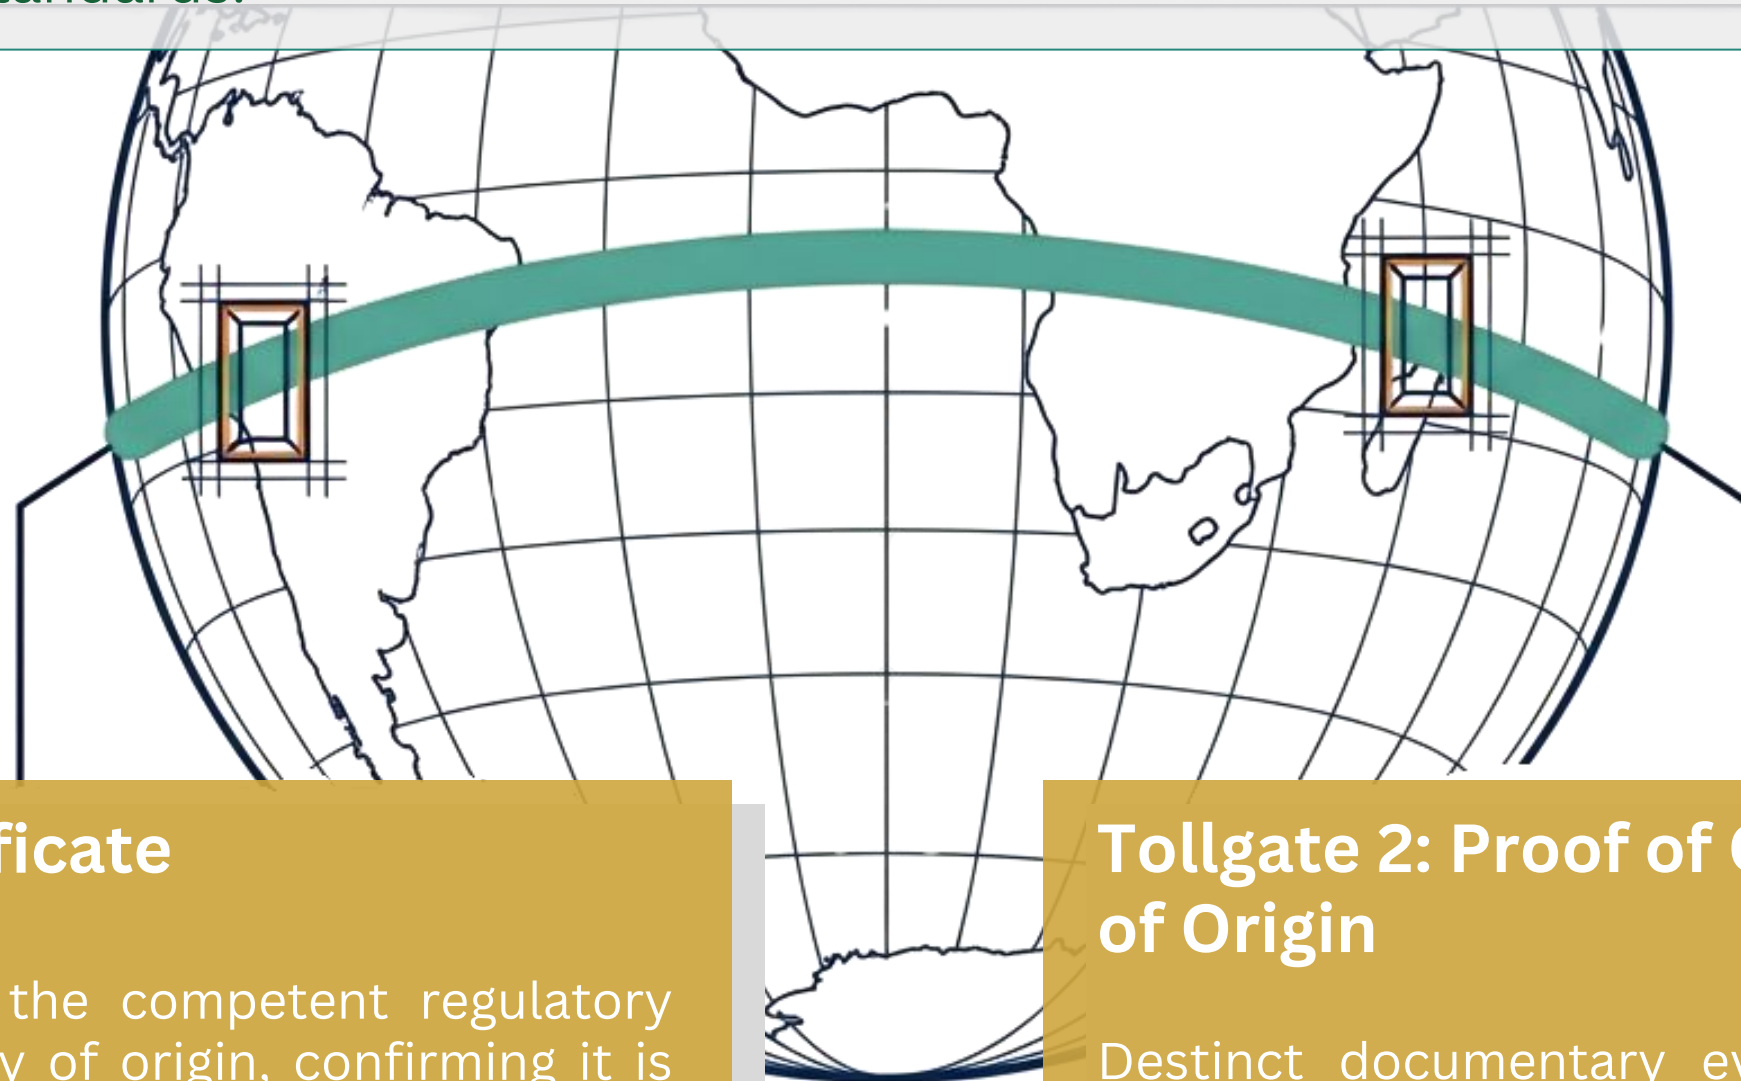 ficate
the competent regulatory
y of origin, confirming it is
Tollgate 2: Proof of
of Origin
Destinct documentary